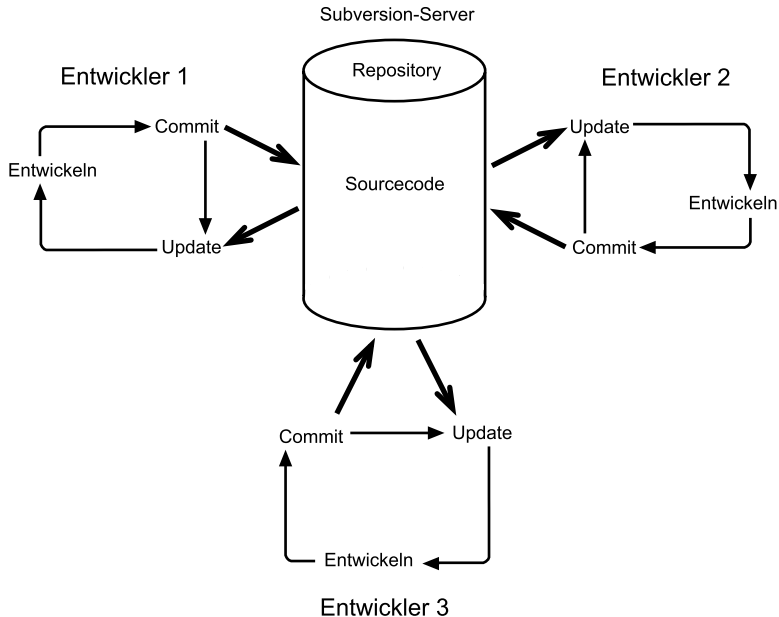 Subversion-Server
Repository
Sourcecode
Entwickler 1
Commit
Entwickeln
Update
Entwickler 2
Update
Entwickeln
Commit
Commit
Update
Entwickeln
Entwickler 3